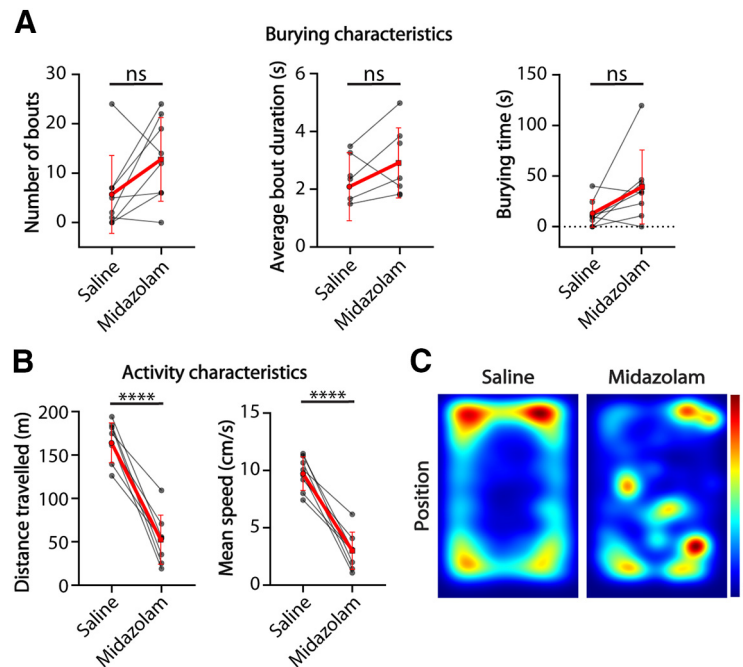 A
Burying characteristics
Number of bouts
30
20
10
0
ns
Saline
Midazolam
Average bout duration (s)
6
4
2
0
ns
Saline
Midazolam
Burying time (s)
150
100
50
0
ns
Saline
Midazolam
B
Activity characteristics
Distance travelled (m)
200
150
100
50
0
****
Saline
Midazolam
Mean speed (cm/s)
15
10
5
0
****
Saline
Midazolam
C
Saline
Midazolam
Position